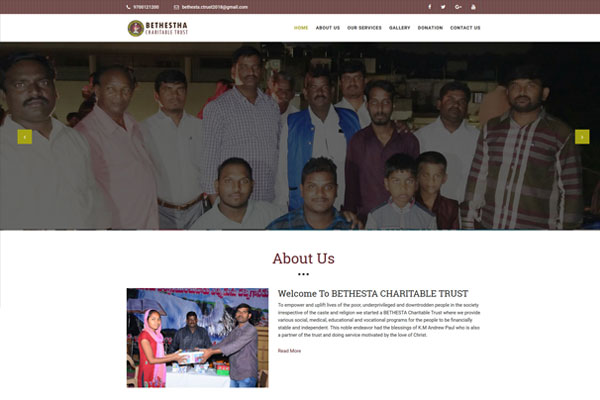 9700121200 bethesta.ctrust2018@gmail.com
BETHESTHA
CHARITABLE TRUST
HOME ABOUT US OUR SERVICES GALLERY DONATION CONTACT US
About Us
Welcome To BETHESTA CHARITABLE TRUST
To empower and uplift lives of the poor, underprivileged and downtrodden people in the society
irrespective of the caste and religion we started a BETHESTA Charitable Trust where we provide
various social, medical, educational and vocational programs for the people to be financially
stable and independent. This noble endeavor had the blessings of K.M Andrew Paul who is also
a partner of the trust and doing service motivated by the love of Christ.
Read More